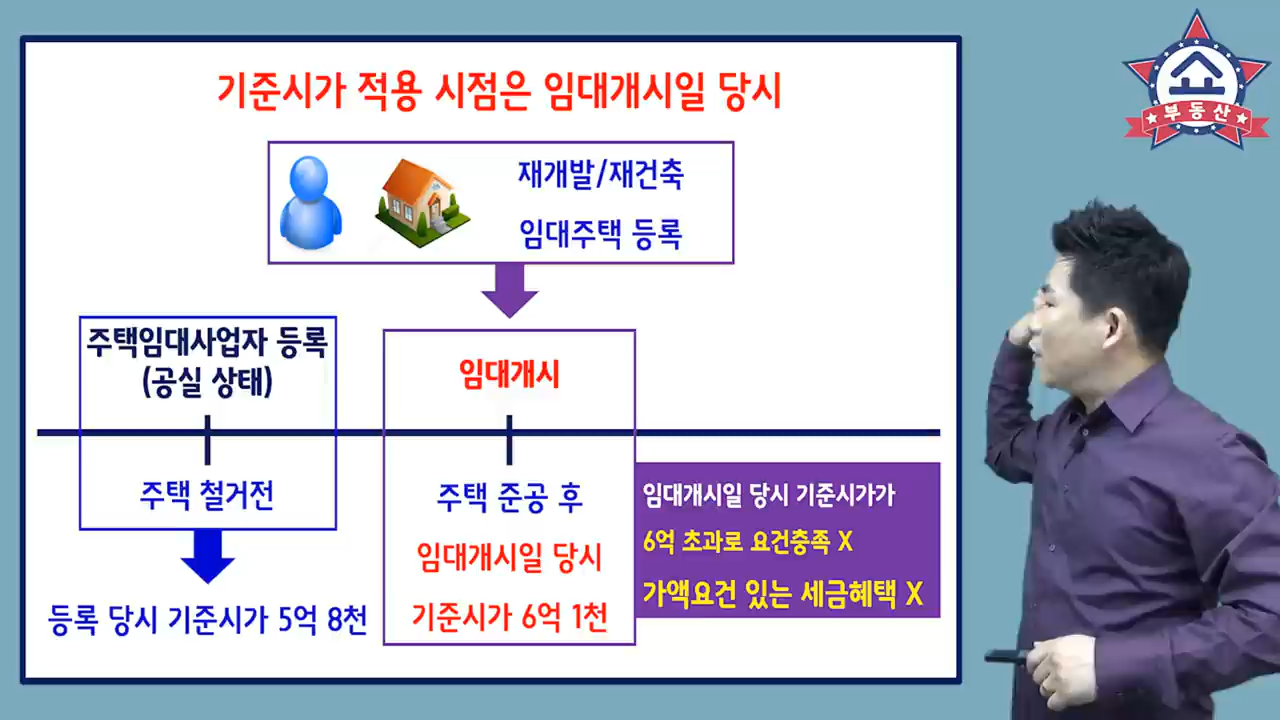 기준시가 적용 시점은 임대개시일 당시
부동산
재개발/재건축
임대주택 등록
주택임대사업자 등록
(공실 상태)
주택 철거전
등록 당시 기준시가 5억 8천
임대개시
주택 준공 후
임대개시일 당시
기준시가 6억 1천
임대개시일 당시 기준시가가
6억 초과로 요건충족 X
가액요건 있는 세금혜택 X